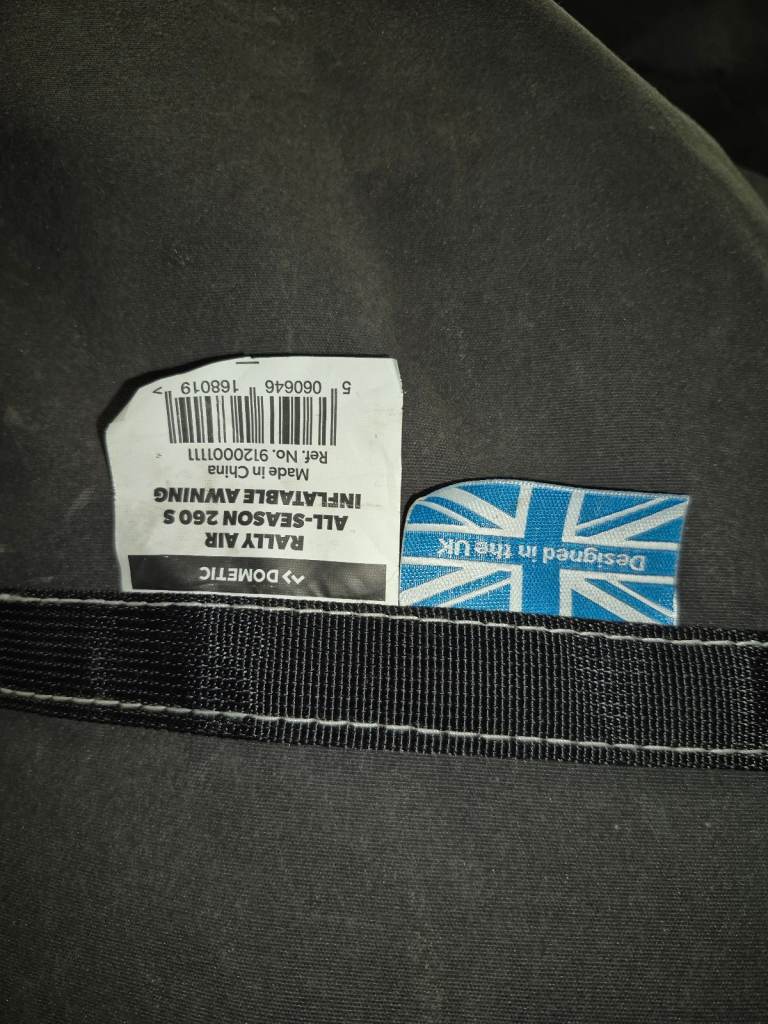 DOMETIC
RALLY AIR
ALL-SEASON 260 S
INFLATABLE AWNING
Made in China
Ref. No. 9120001111
5 060646 168019 >
Designed in the UK